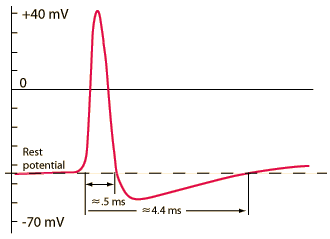 +40 mV
0
Rest
potential
≈.5 ms
≈4.4 ms
-70 mV